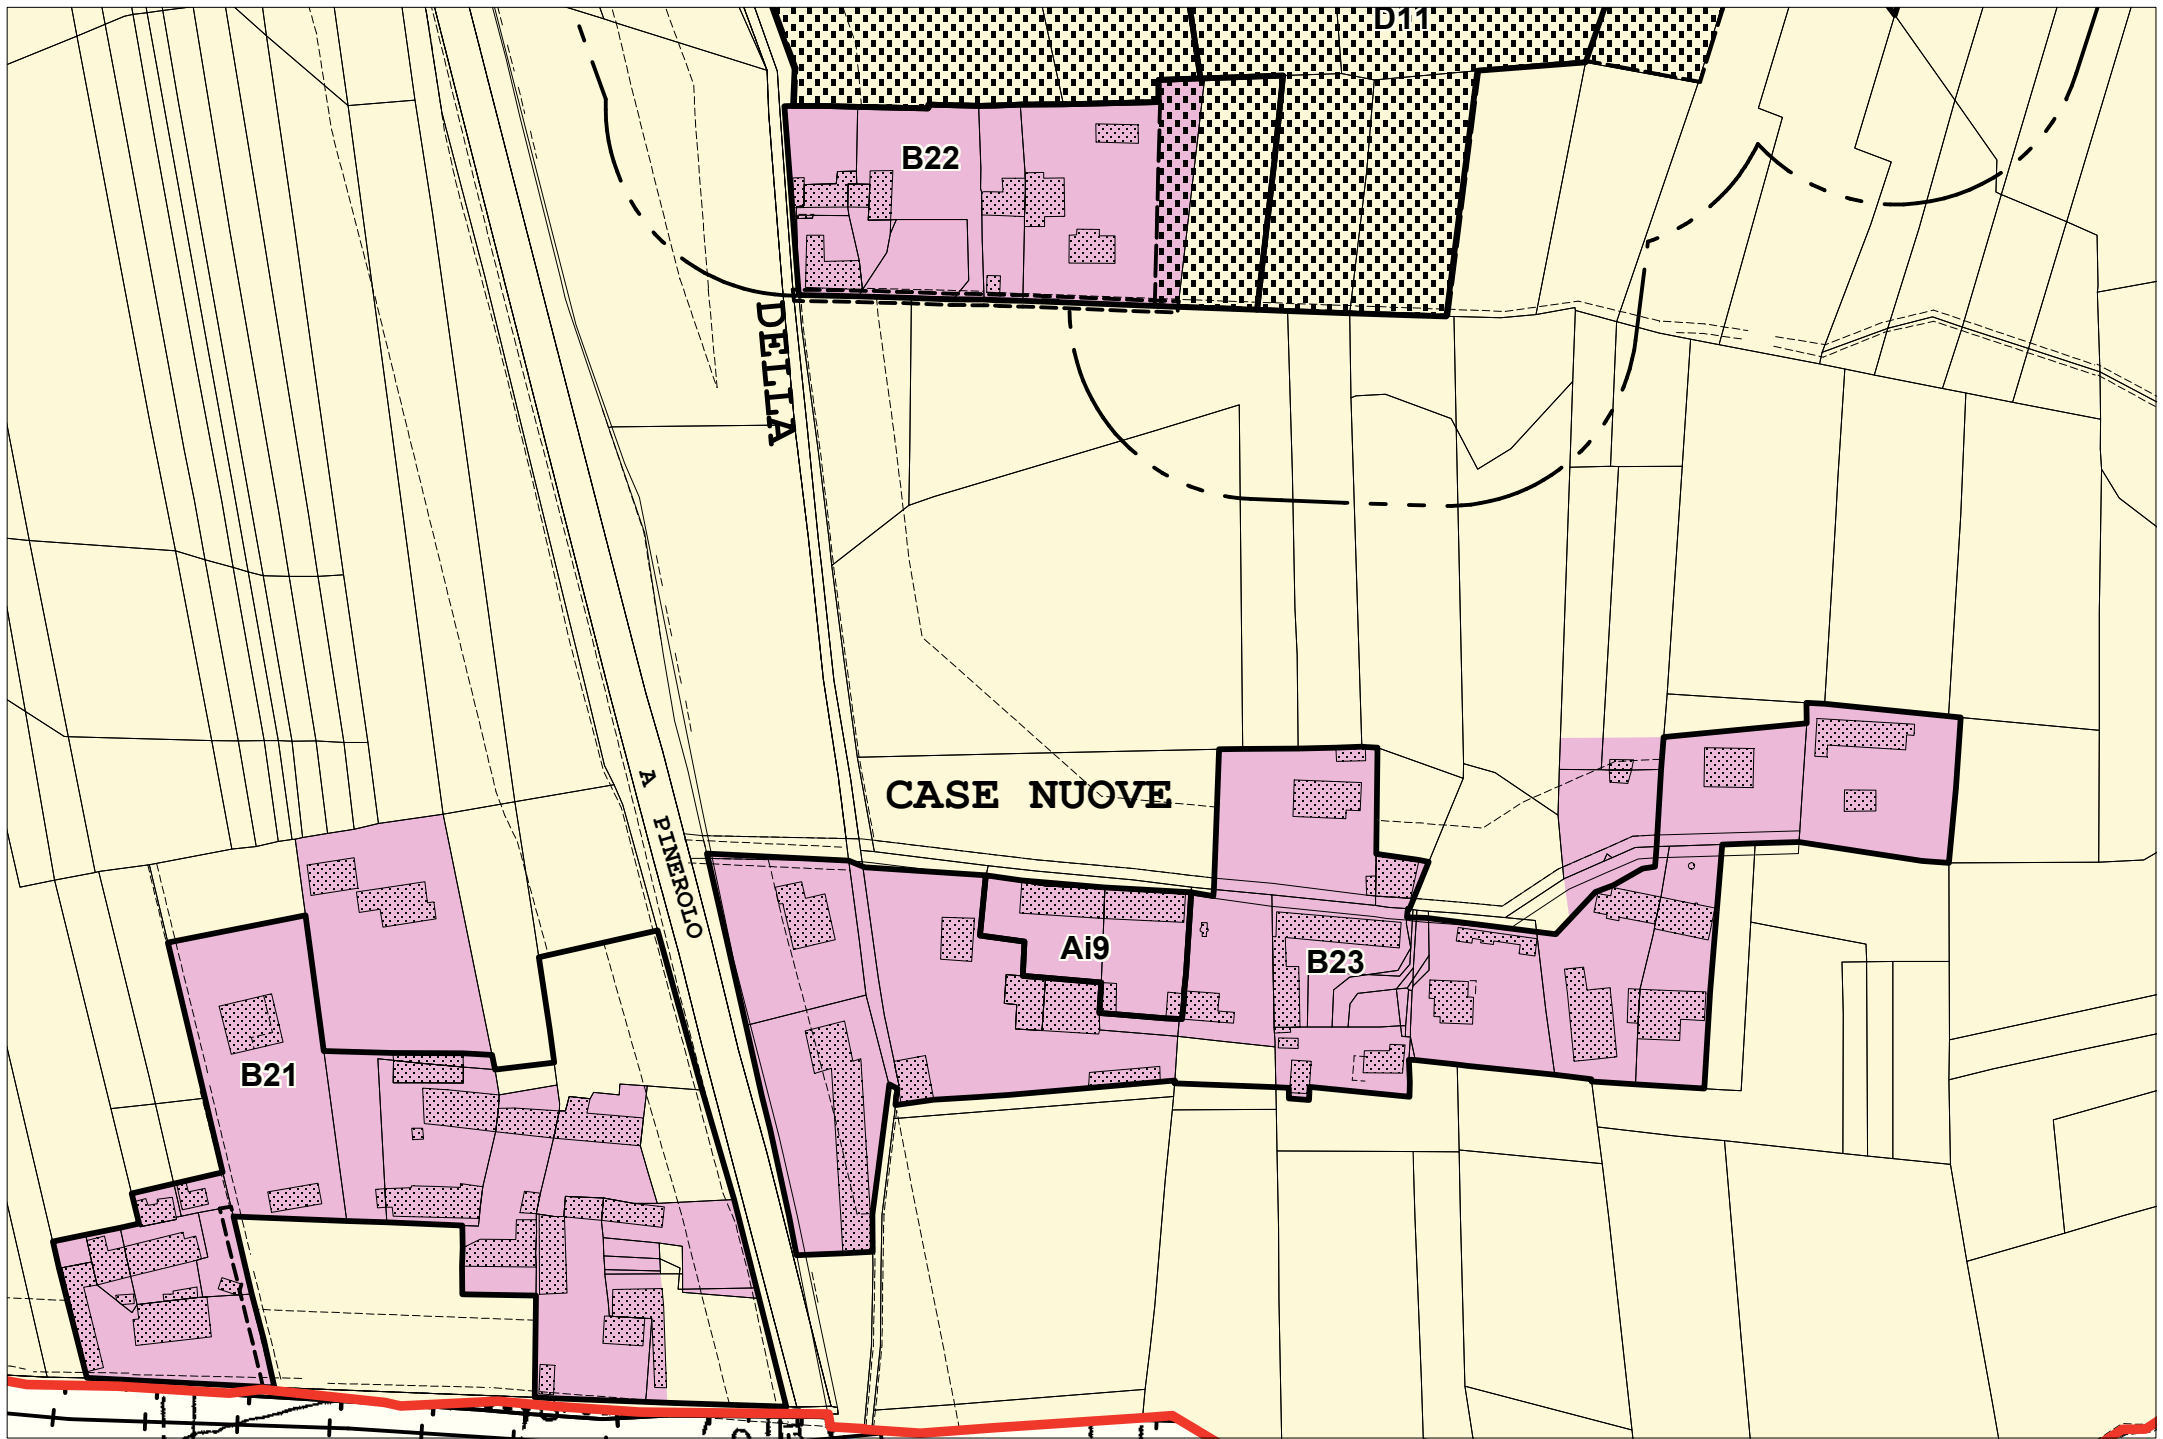 D11
B22
DELLA
A PINEROLO
CASE NUOVE
Ai9
B23
B21